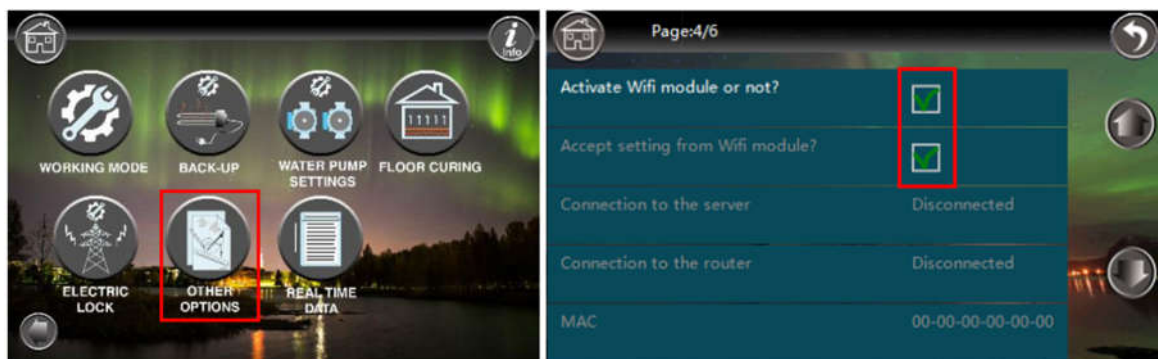 Info
WORKING MODE
BACK-UP
WATER PUMP
SETTINGS
FLOOR CURING
ELECTRIC
LOCK
OTHER
OPTIONS
REAL TIME
DATA
Page:4/6
Activate Wifi module or not?
Accept setting from Wifi module?
Connection to the server Disconnected
Connection to the router Disconnected
MAC 00-00-00-00-00-00